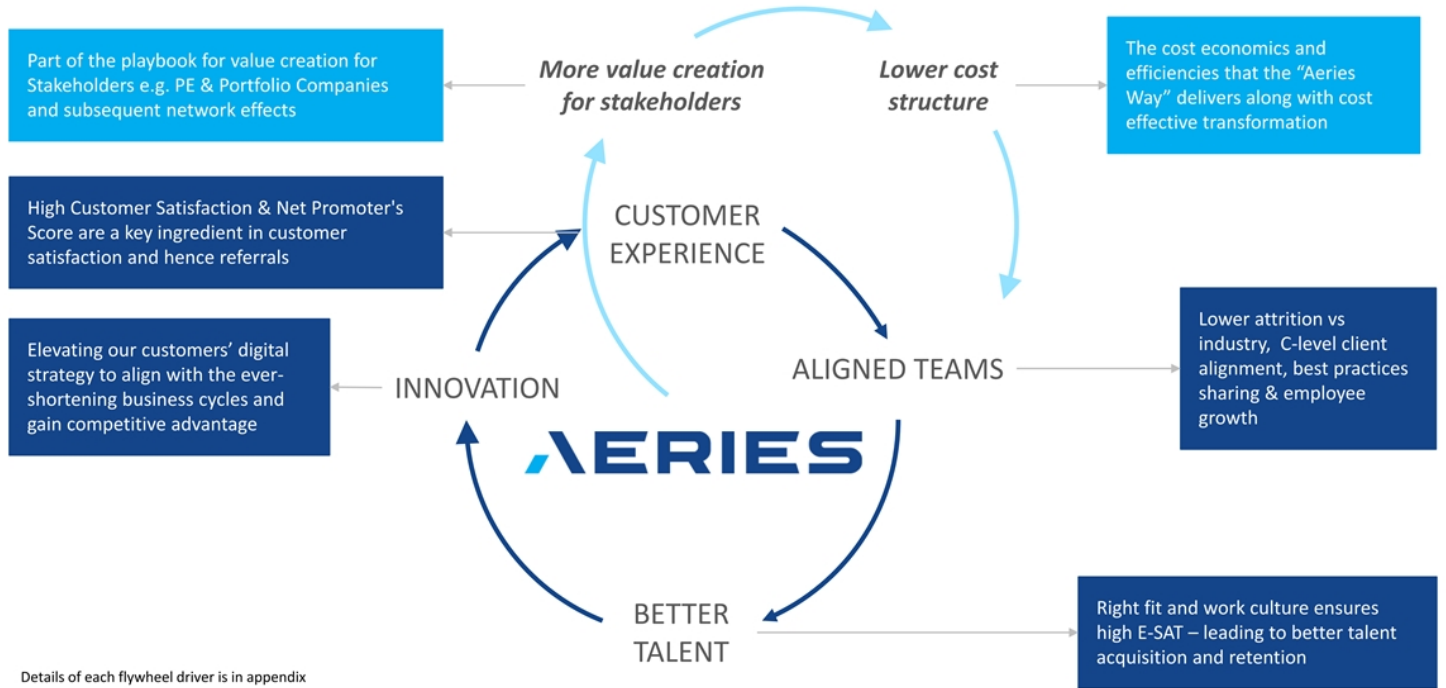 Part of the playbook for value creation for
Stakeholders e.g. PE & Portfolio Companies
and subsequent network effects
More value creation
for stakeholders
Lower cost
structure
The cost economics and
efficiencies that the “Aeries
Way” delivers along with cost
effective transformation
High Customer Satisfaction & Net Promoter's
Score are a key ingredient in customer
satisfaction and hence referrals
CUSTOMER
EXPERIENCE
Elevating our customers’ digital
strategy to align with the ever-
shortening business cycles and
gain competitive advantage
INNOVATION
ALIGNED TEAMS
Lower attrition vs
industry, C-level client
alignment, best practices
sharing & employee
growth
AERIES
BETTER
TALENT
Right fit and work culture ensures
high E-SAT – leading to better talent
acquisition and retention
Details of each flywheel driver is in appendix